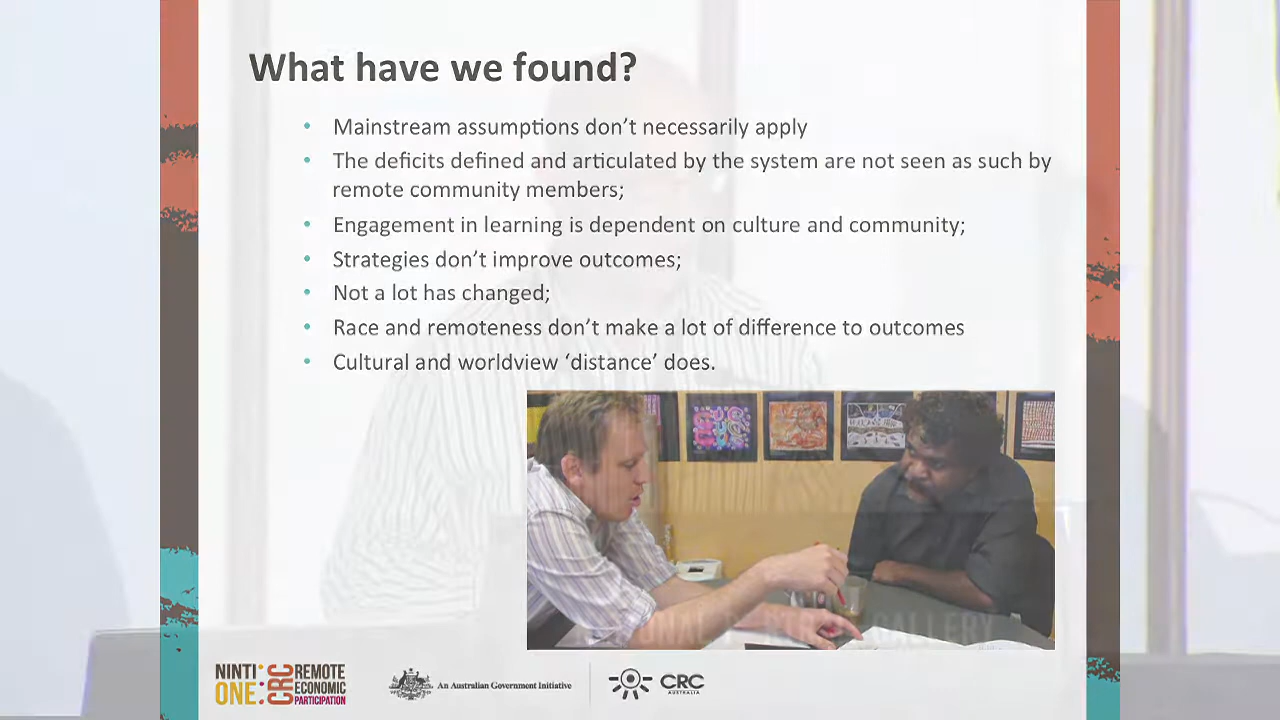 What have we found?
• Mainstream assumptions don't necessarily apply
• The deficits defined and articulated by the system are not seen as such by
remote community members;
• Engagement in learning is dependent on culture and community;
• Strategies don't improve outcomes;
• Not a lot has changed;
• Race and remoteness don't make a lot of difference to outcomes
• Cultural and worldview 'distance' does.
GALLERY
NINTI
ONE
CRC
REMOTE
ECONOMIC
PARTICIPATION
An Australian Government Initiative
CRC
AUSTRALIA